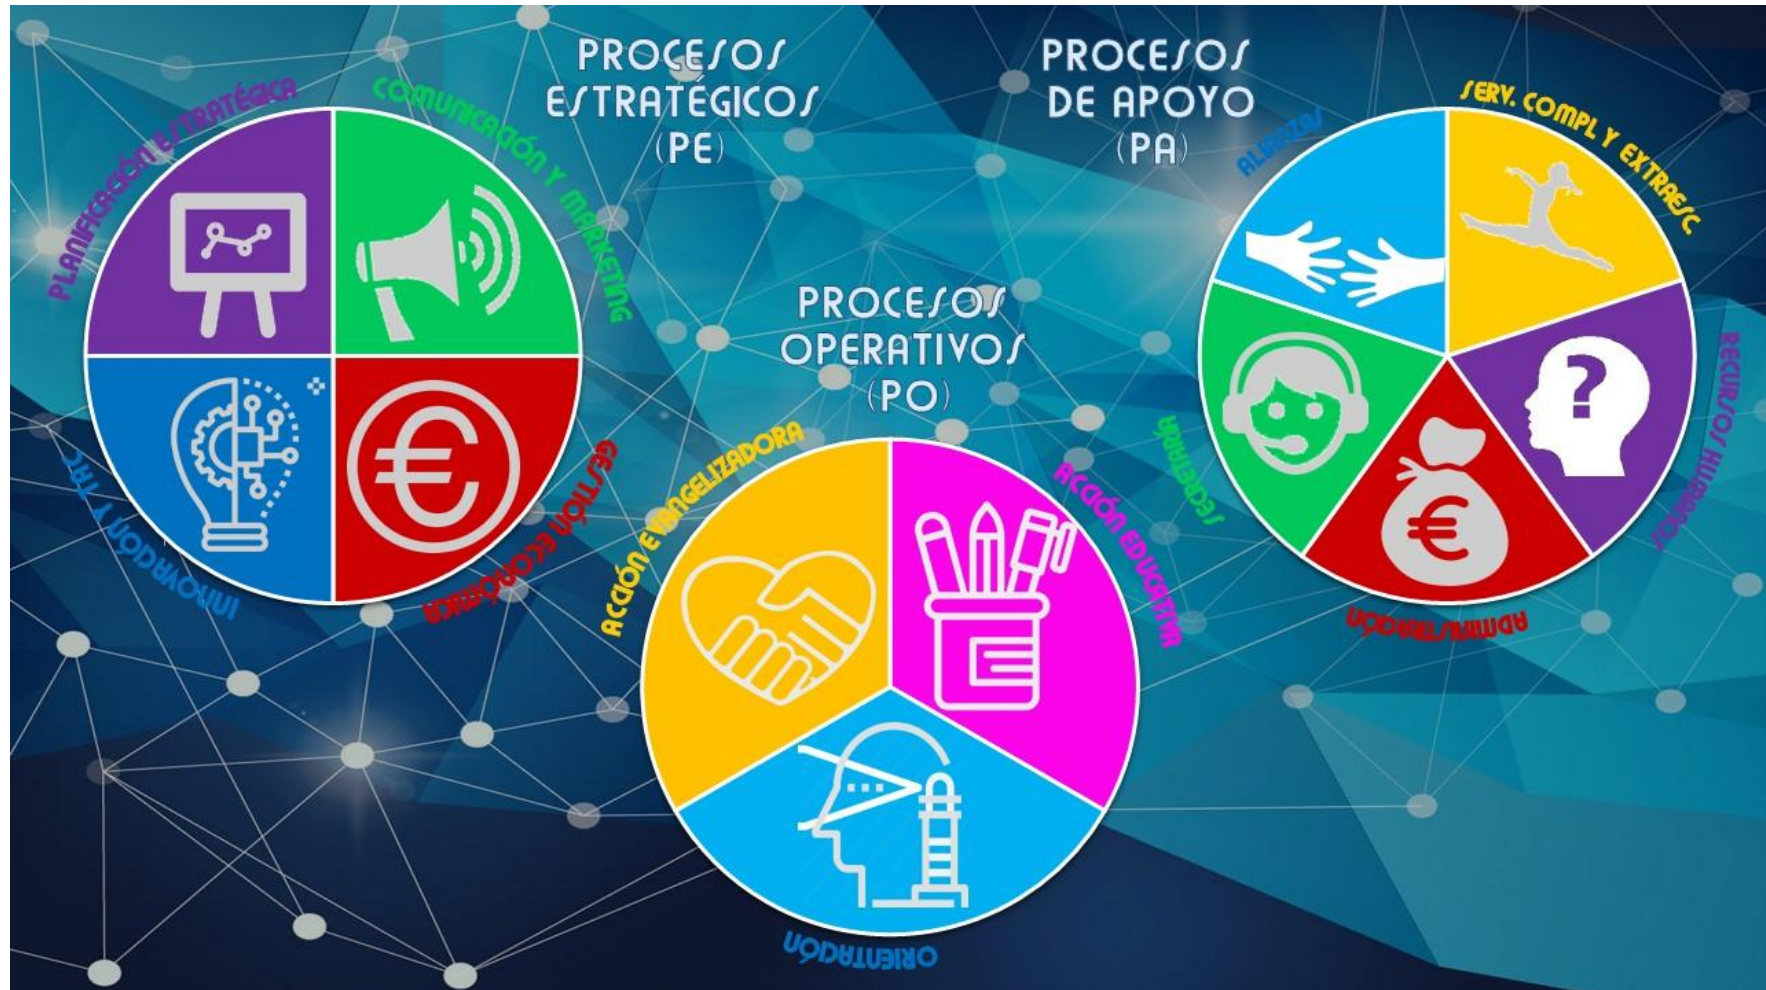 PROCESOS
ESTRATÉGICOS
(PE)
PLANIFICACIÓN ESTRATÉGICA
COMUNICACIÓN Y MARKETING
INNOVACIÓN Y TAC
GESTIÓN ECONÓMICA
PROCESOS
OPERATIVOS
(PO)
ACCIÓN EVANGELIZADORA
ACCIÓN EDUCATIVA
ORIENTACIÓN
PROCESOS
DE APOYO
(PA)
ALIANZAS
SERV. COMPL Y EXTRAESC.
SECRETARÍA
RECURSOS HUMANOS
ADMINISTRACIÓN
?
€
€